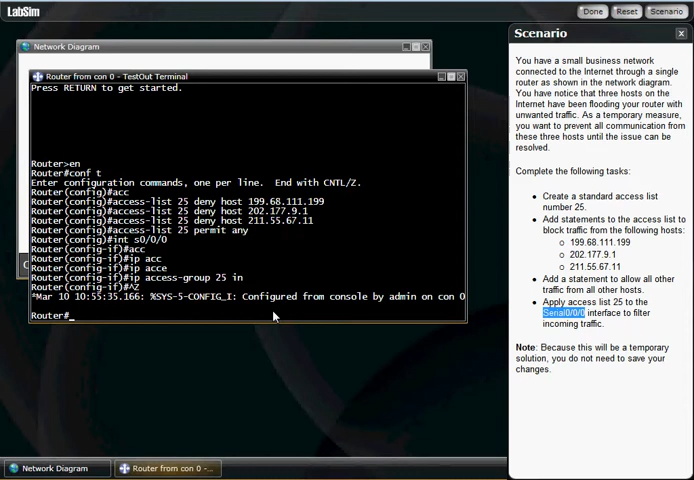 LabSim
Done
Reset
Scenario
Network Diagram
Router from con 0 - TestOut Terminal
Press RETURN to get started.
Router>en
Router#conf t
Enter configuration commands, one per line.  End with CNTL/Z.
Router(config)#acc
Router(config)#access-list 25 deny host 199.68.111.199
Router(config)#access-list 25 deny host 202.177.9.1
Router(config)#access-list 25 deny host 211.55.67.11
Router(config)#access-list 25 permit any
Router(config)#int s0/0/0
Router(config-if)#acc
Router(config-if)#ip acc
Router(config-if)#ip acce
Router(config-if)#ip access-group 25 in
Router(config-if)#^Z
*Mar 10 10:55:35.166: %SYS-5-CONFIG_I: Configured from console by admin on con 0
Router#_
Scenario
X
You have a small business network
connected to the Internet through a single
router as shown in the network diagram.
You have notice that three hosts on the
Internet have been flooding your router with
unwanted traffic. As a temporary measure,
you want to prevent all communication from
these three hosts until the issue can be
resolved.
Complete the following tasks:
• Create a standard access list
number 25.
• Add statements to the access list to
block traffic from the following hosts:
o 199.68.111.199
o 202.177.9.1
o 211.55.67.11
• Add a statement to allow all other
traffic from all other hosts.
• Apply access list 25 to the
Serial0/0/0 interface to filter
incoming traffic.
Note: Because this will be a temporary
solution, you do not need to save your
changes.
Network Diagram
Router from con 0 -...